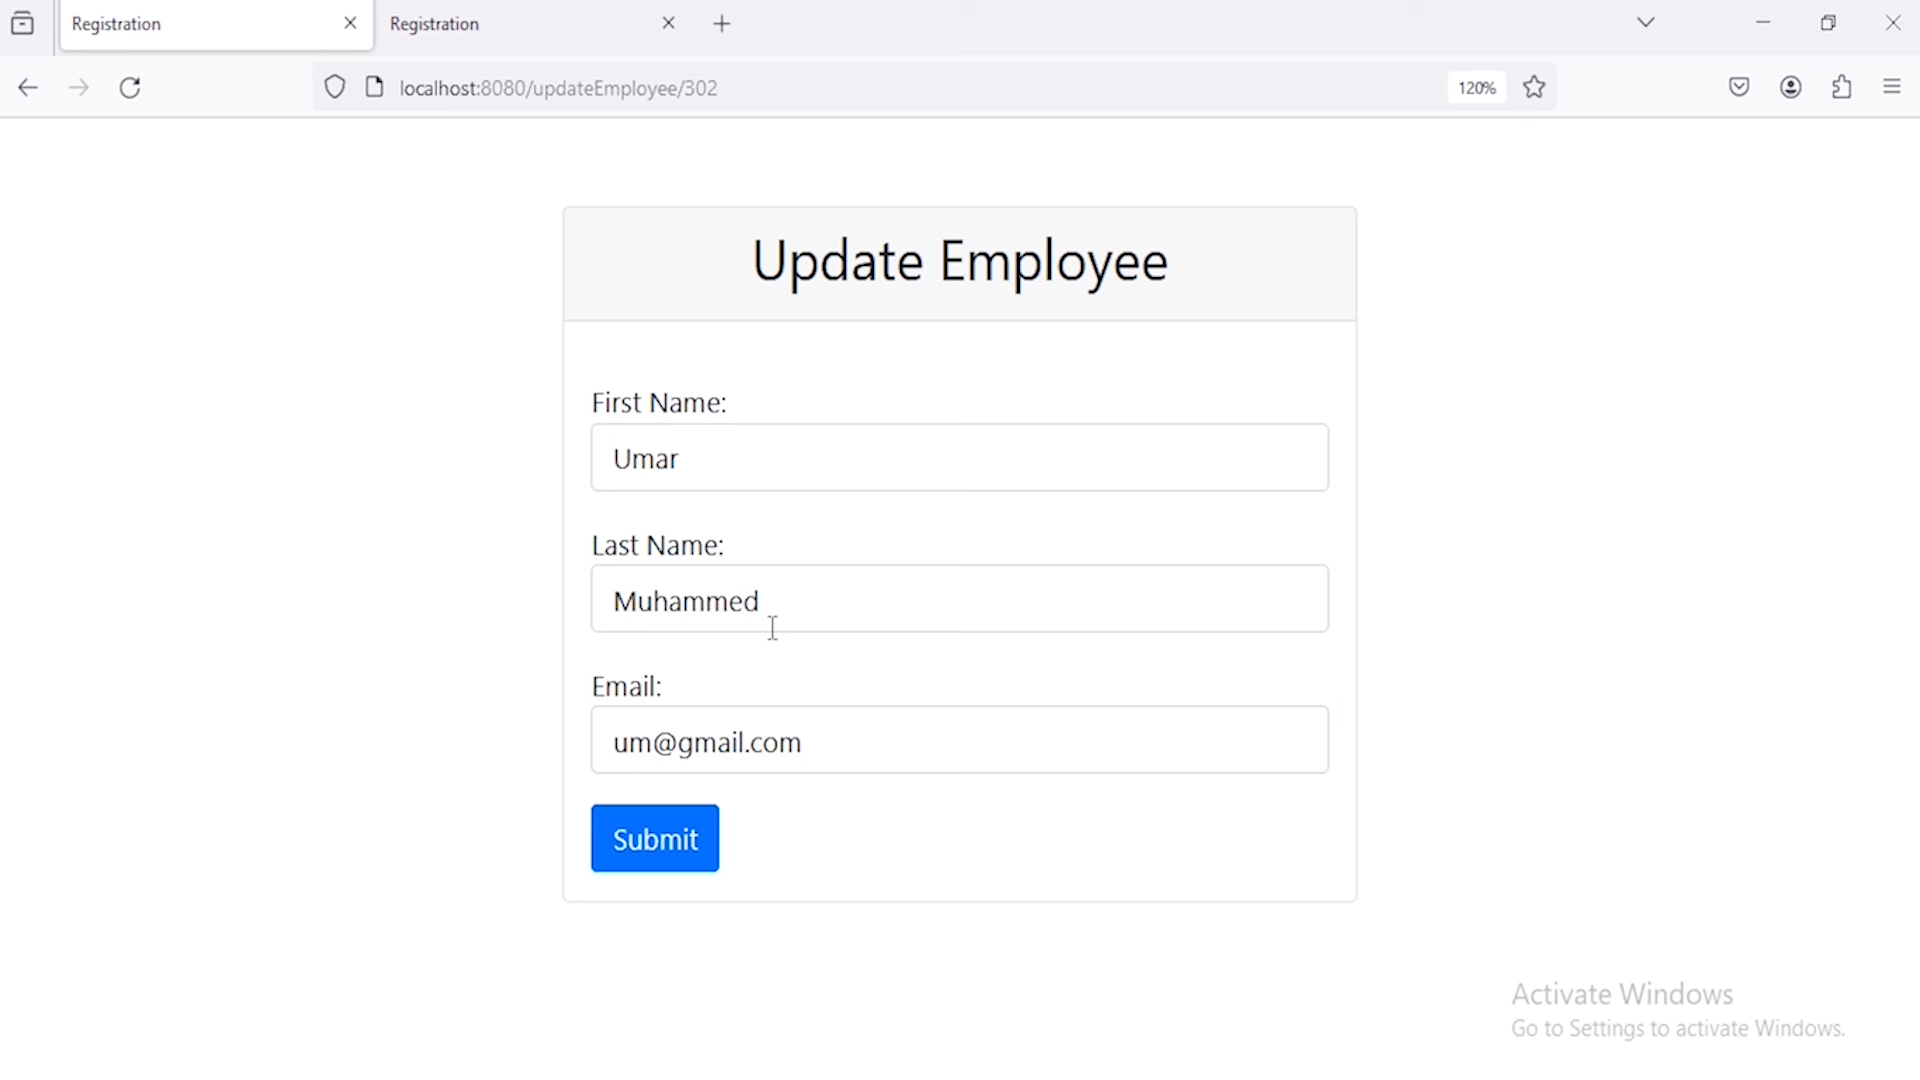 Registration
Registration
localhost:8080/updateEmployee/302
120%
Update Employee
First Name:
Umar
Last Name:
Muhammed
Email:
um@gmail.com
Submit
Activate Windows
Go to Settings to activate Windows.